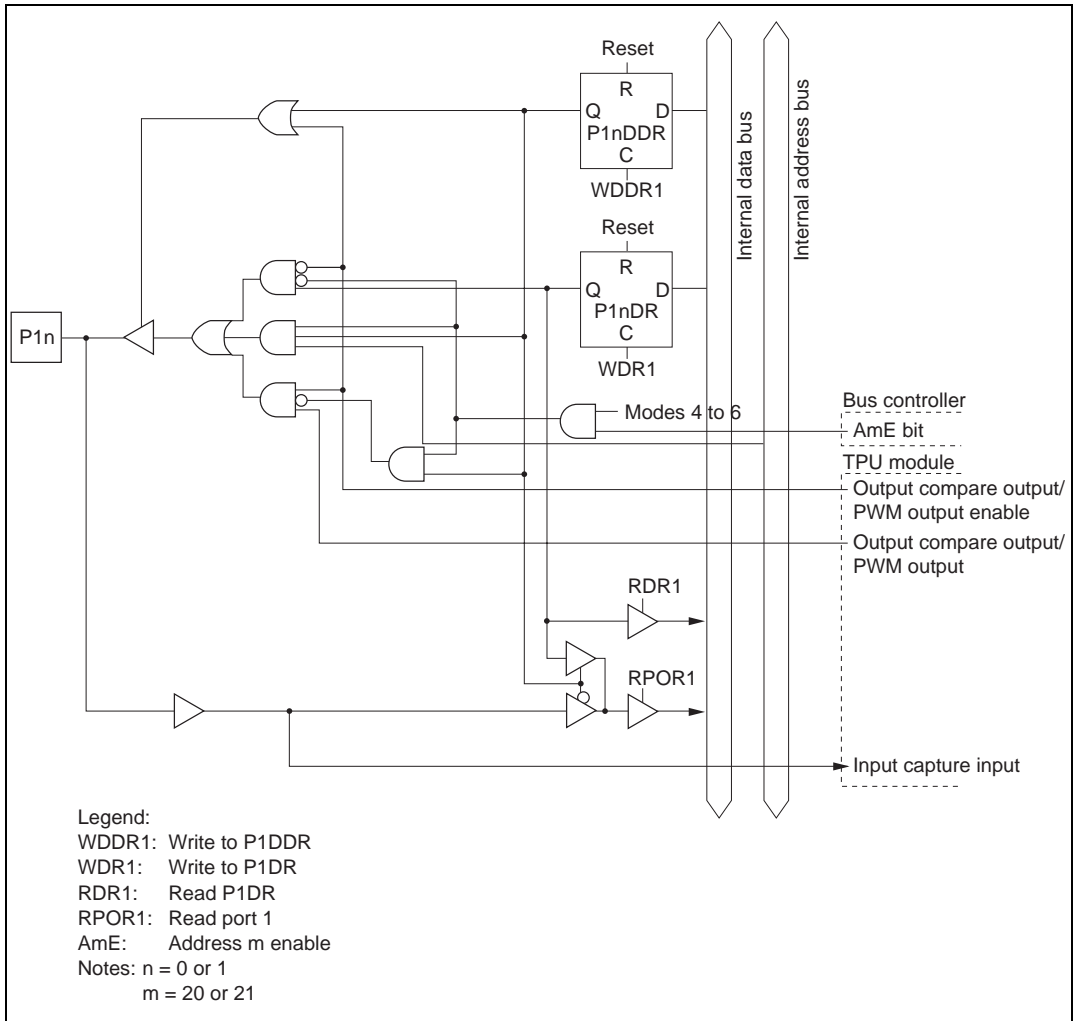 Reset
R
Q D
P1nDDR
C
WDDR1
Reset
R
Q D
P1nDR
C
WDR1
Internal data bus
Internal address bus
P1n
Modes 4 to 6
Bus controller
AmE bit
TPU module
Output compare output/
PWM output enable
Output compare output/
PWM output
RDR1
RPOR1
Input capture input
Legend:
WDDR1: Write to P1DDR
WDR1: Write to P1DR
RDR1: Read P1DR
RPOR1: Read port 1
AmE: Address m enable
Notes: n = 0 or 1
m = 20 or 21